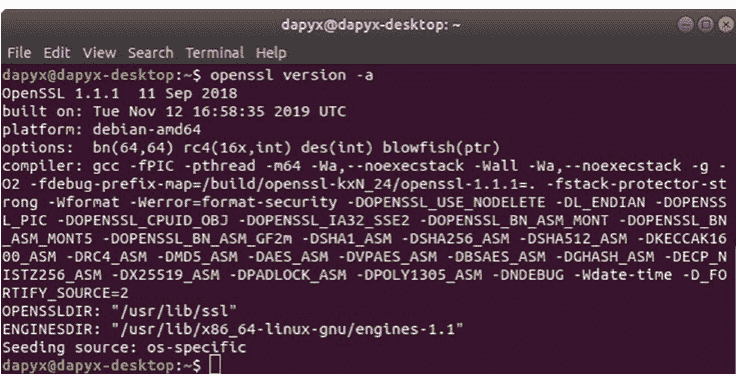 dapyx@dapyx-desktop: ~
File Edit View Search Terminal Help
dapyx@dapyx-desktop:~$ openssl version -a
OpenSSL 1.1.1  11 Sep 2018
built on: Tue Nov 12 16:58:35 2019 UTC
platform: debian-amd64
options:  bn(64,64) rc4(16x,int) des(int) blowfish(ptr)
compiler: gcc -fPIC -pthread -m64 -Wa,--noexecstack -Wall -Wa,--noexecstack -g -
O2 -fdebug-prefix-map=/build/openssl-kxN_24/openssl-1.1.1=. -fstack-protector-st
rong -Wformat -Werror=format-security -DOPENSSL_USE_NODELETE -DL_ENDIAN -DOPENSS
L_PIC -DOPENSSL_CPUID_OBJ -DOPENSSL_IA32_SSE2 -DOPENSSL_BN_ASM_MONT -DOPENSSL_BN
_ASM_MONT5 -DOPENSSL_BN_ASM_GF2m -DSHA1_ASM -DSHA256_ASM -DSHA512_ASM -DKECCAK16
00_ASM -DRC4_ASM -DMD5_ASM -DAES_ASM -DVPAES_ASM -DBSAES_ASM -DGHASH_ASM -DECP_N
ISTZ256_ASM -DX25519_ASM -DPADLOCK_ASM -DPOLY1305_ASM -DNDEBUG -Wdate-time -D_FO
RTIFY_SOURCE=2
OPENSSLDIR: "/usr/lib/ssl"
ENGINESDIR: "/usr/lib/x86_64-linux-gnu/engines-1.1"
Seeding source: os-specific
dapyx@dapyx-desktop:~$